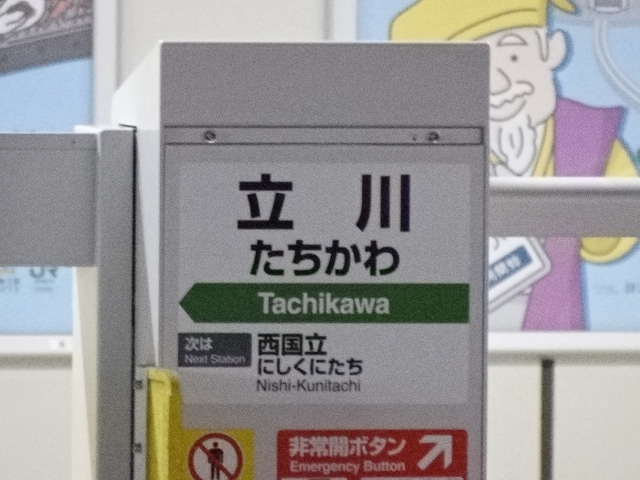 立川
たちかわ
Tachikawa
次は
Next Station
西国立
にしくにたち
Nishi-Kunitachi
非常開ボタン
Emergency Button